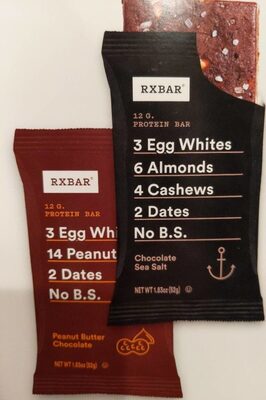 RXBAR®
12 G.
PROTEIN BAR
3 Egg Whites
6 Almonds
4 Cashews
2 Dates
No B.S.
Chocolate
Sea Salt
NET WT 1.83oz (52g)
RXBAR®
12 G.
PROTEIN BAR
3 Egg Whi
14 Peanut
2 Dates
No B.S.
Peanut Butter
Chocolate
NET WT 1.83oz (52g)